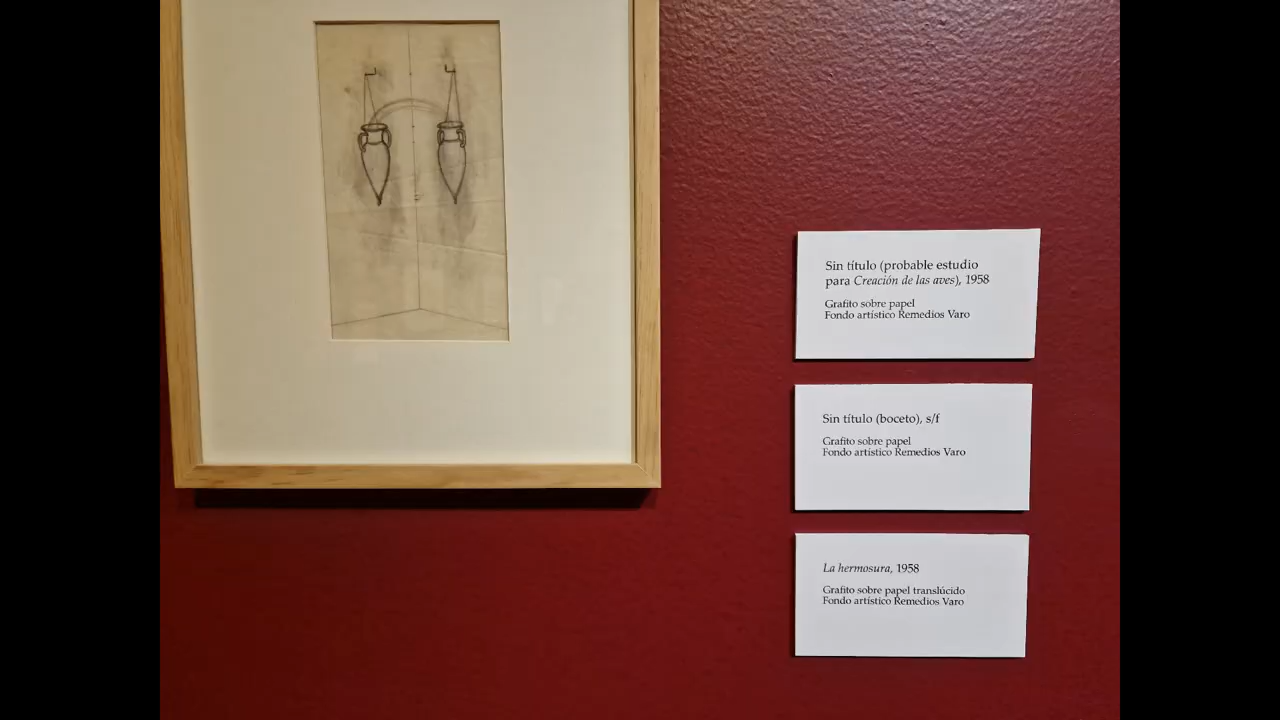 Sin título (probable estudio
para Creación de las aves), 1958
Grafito sobre papel
Fondo artístico Remedios Varo
Sin título (boceto), s/f
Grafito sobre papel
Fondo artístico Remedios Varo
La hermosura, 1958
Grafito sobre papel translúcido
Fondo artístico Remedios Varo